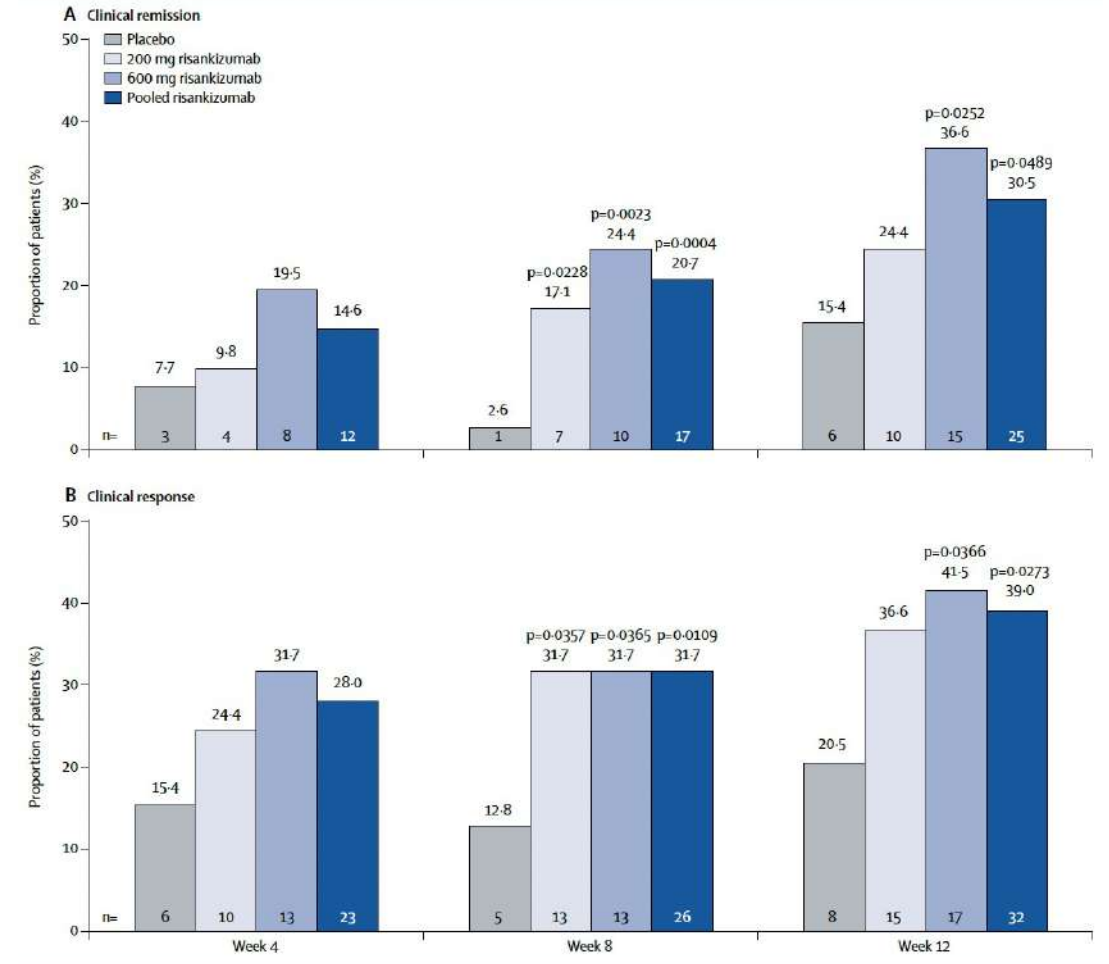 A Clinical remission
Placebo
200 mg risankizumab
600 mg risankizumab
Pooled risankizumab
Proportion of patients (%)
50
40
30
20
10
0
7·7
9·8
19·5
14·6
2·6
p=0·0228
17·1
p=0·0023
24·4
p=0·0004
20·7
15·4
24·4
p=0·0252
36·6
p=0·0489
30·5
n= 3 4 8 12 1 7 10 17 6 10 15 25
B Clinical response
Proportion of patients (%)
50
40
30
20
10
0
15·4
24·4
31·7
28·0
12·8
p=0·0357 p=0·0365 p=0·0109
31·7 31·7 31·7
20·5
36·6
p=0·0366
41·5
p=0·0273
39·0
n= 6 10 13 23 5 13 13 26 8 15 17 32
Week 4 Week 8 Week 12